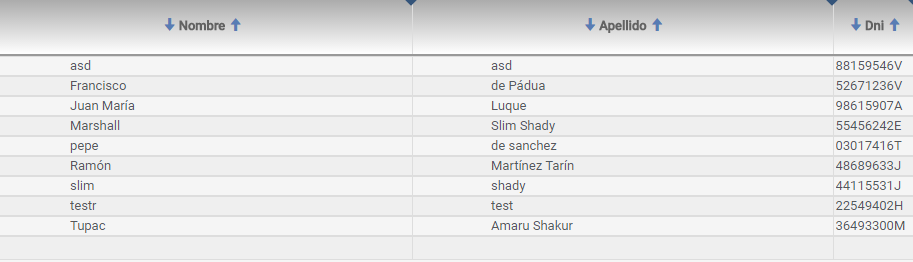 Nombre Apellido Dni
asd asd 88159546V
Francisco de Pádua 52671236V
Juan María Luque 98615907A
Marshall Slim Shady 55456242E
pepe de sanchez 03017416T
Ramón Martínez Tarín 48689633J
slim shady 44115531J
testr test 22549402H
Tupac Amaru Shakur 36493300M